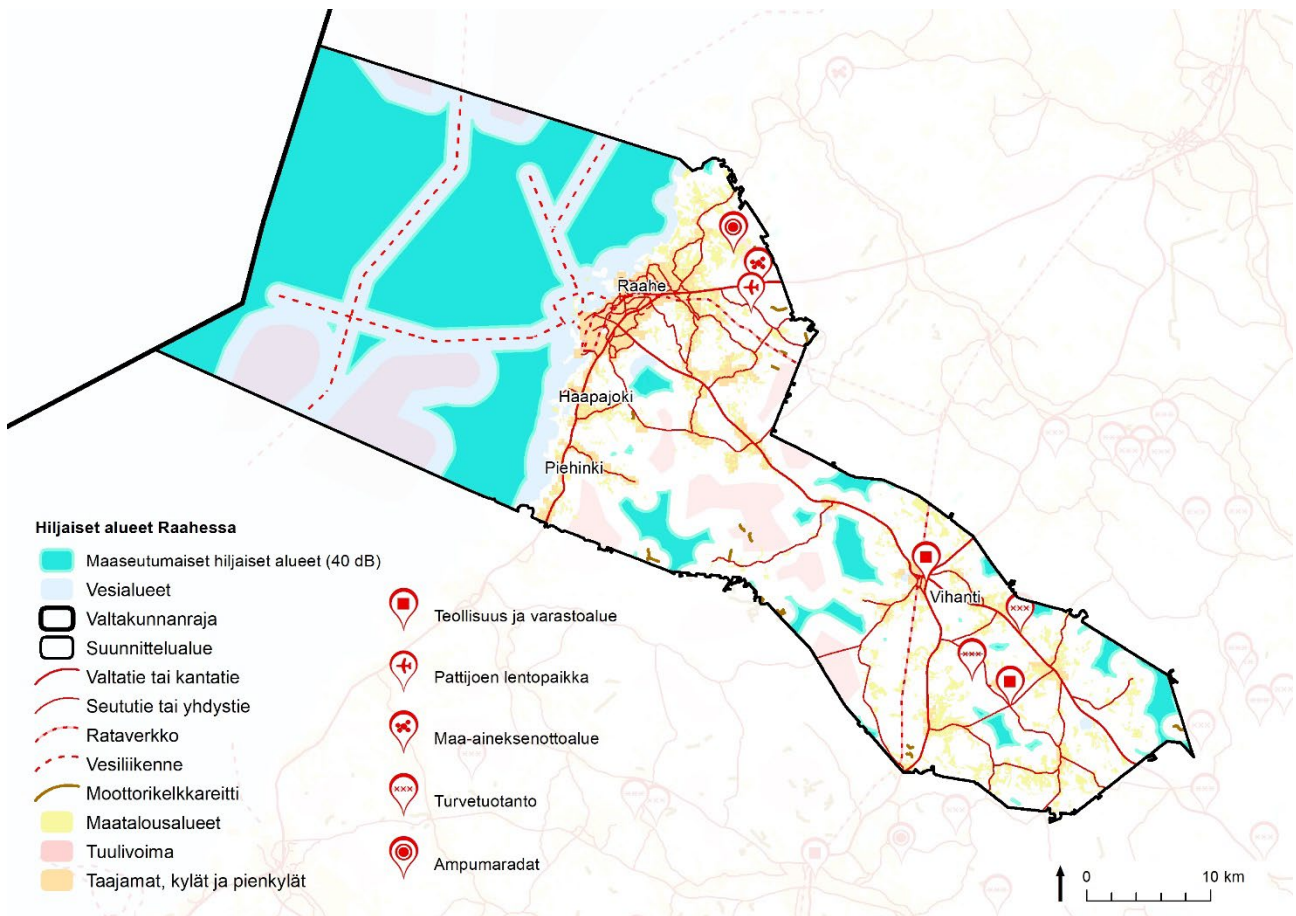 Raahe
Haapajoki
Piehinki
Vihanti
Hiljaiset alueet Raahessa
Maaseutumaiset hiljaiset alueet (40 dB)
Vesialueet
Valtakunnanraja
Suunnittelualue
Valtatie tai kantatie
Seututie tai yhdystie
Rataverkko
Vesiliikenne
Moottorikelkkareitti
Maatalousalueet
Tuulivoima
Taajamat, kylät ja pienkylät
Teollisuus ja varastoalue
Pattijoen lentopaikka
Maa-aineksenottoalue
Turvetuotanto
Ampumaradat
0 10 km